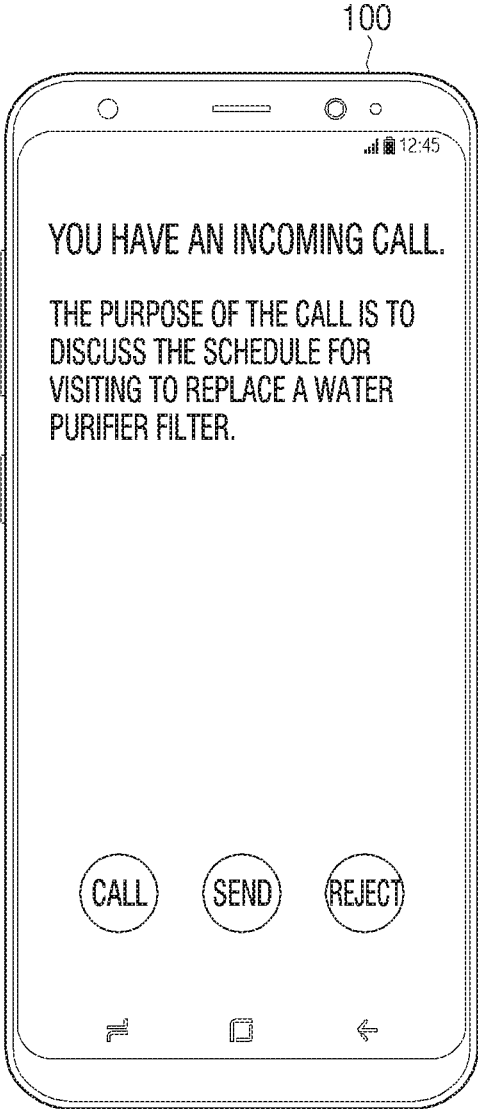 100
12:45
YOU HAVE AN INCOMING CALL.
THE PURPOSE OF THE CALL IS TO
DISCUSS THE SCHEDULE FOR
VISITING TO REPLACE A WATER
PURIFIER FILTER.
CALL SEND REJECT